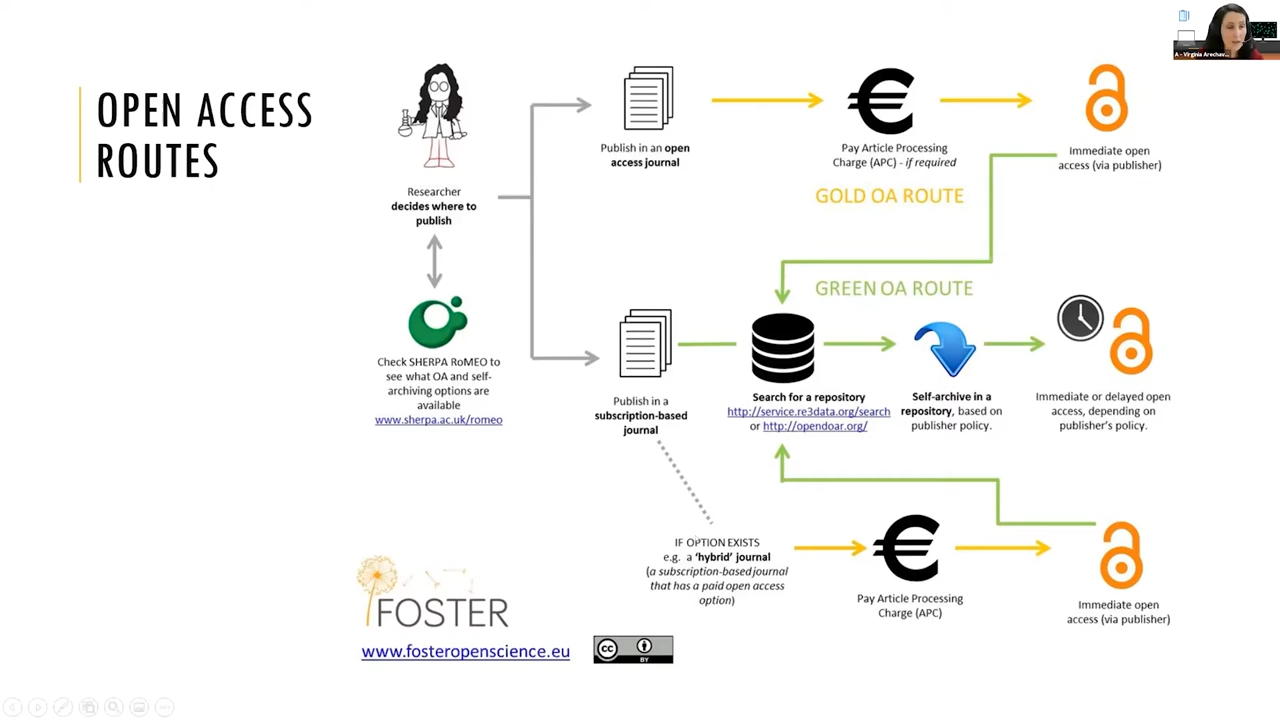 OPEN ACCESS
ROUTES
Researcher
decides where to
publish
Check SHERPA RoMEO to
see what OA and self-
archiving options are
available
www.sherpa.ac.uk/romeo
Publish in an open
access journal
Pay Article Processing
Charge (APC) - if required
Immediate open
access (via publisher)
GOLD OA ROUTE
GREEN OA ROUTE
Publish in a
subscription-based
journal
Search for a repository
http://service.re3data.org/search
or http://opendoar.org/
Self-archive in a
repository, based on
publisher policy.
Immediate or delayed open
access, depending on
publisher's policy.
IF OPTION EXISTS
e.g. a 'hybrid' journal
(a subscription-based journal
that has a paid open access
option)
Pay Article Processing
Charge (APC)
Immediate open
access (via publisher)
FOSTER
www.fosteropenscience.eu
CC BY
A - Virginia Arechav...